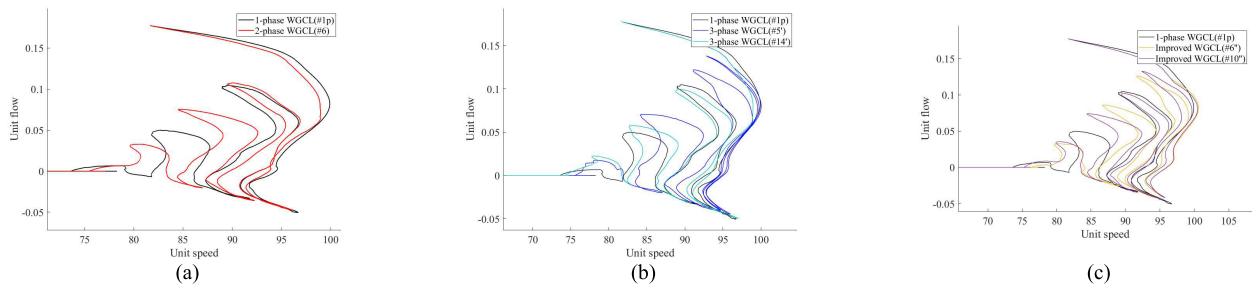 1-phase WGCL(#1p)
2-phase WGCL(#6)
0.15
0.1
0.05
0
-0.05
Unit flow
75 80 85 90 95 100
Unit speed
(a)
1-phase WGCL(#1p)
3-phase WGCL(#5')
3-phase WGCL(#14')
0.15
0.1
0.05
0
-0.05
Unit flow
70 75 80 85 90 95 100
Unit speed
(b)
1-phase WGCL(#1p)
Improved WGCL(#6'')
Improved WGCL(#10'')
0.15
0.1
0.05
0
-0.05
Unit flow
70 75 80 85 90 95 100 105
Unit speed
(c)